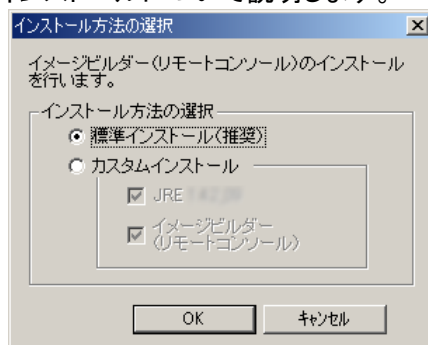 インストール方法の選択
イメージビルダー(リモートコンソール)のインストール
を行います。
インストール方法の選択
標準インストール(推奨)
カスタムインストール
JRE
イメージビルダー
(リモートコンソール)
OK
キャンセル